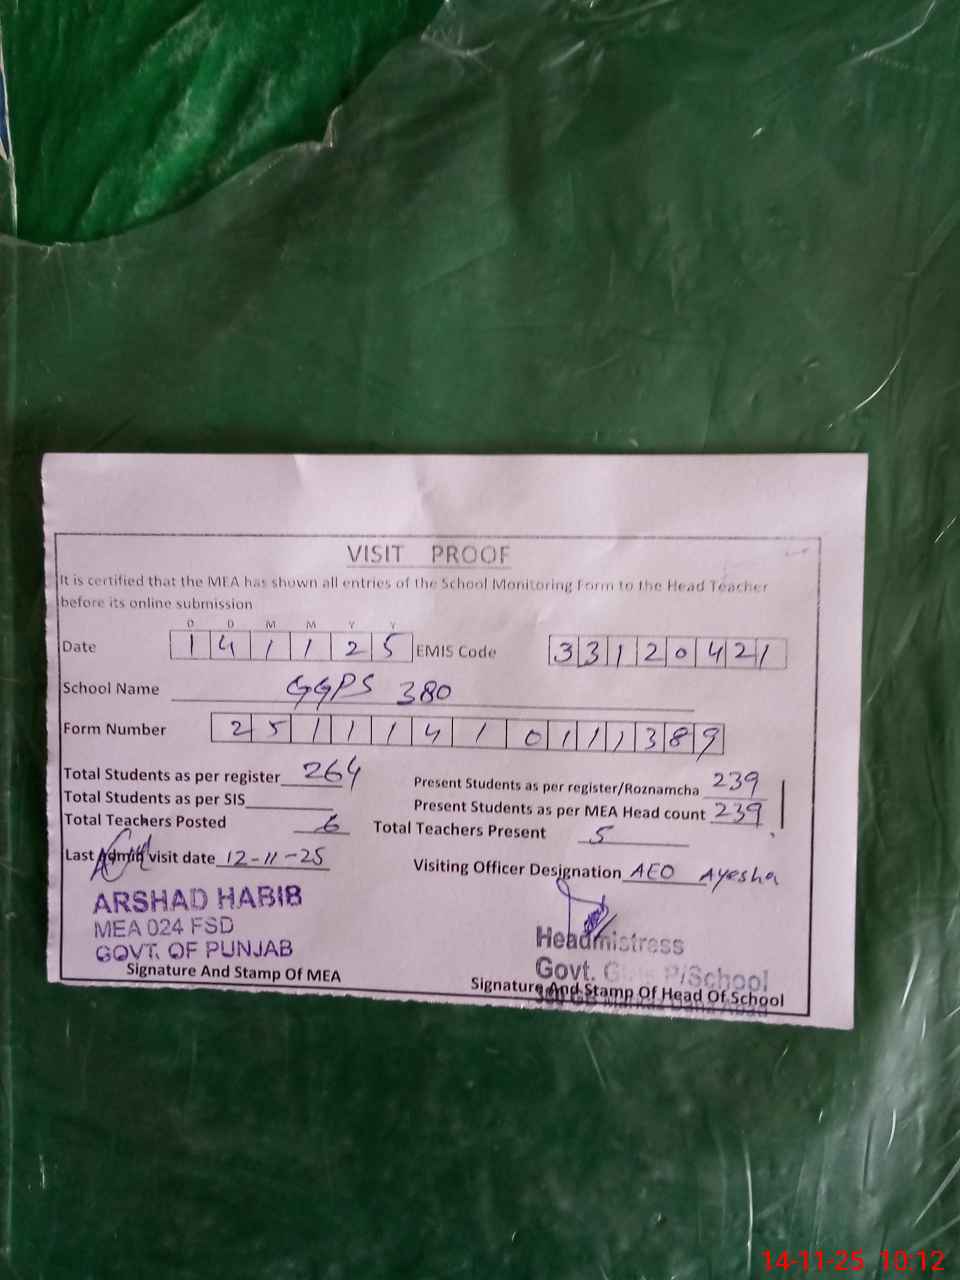 VISIT PROOF
It is certified that the MEA has shown all entries of the School Monitoring Form to the Head Teacher
before its online submission
D D M M Y Y
Date 1 4 1 1 2 5 EMIS Code 3 3 1 2 0 4 2 1
School Name GGPS 380
Form Number 2 5 1 1 1 4 1 0 1 1 1 3 8 9
Total Students as per register 264 Present Students as per register/Roznamcha 239
Total Students as per SIS Present Students as per MEA Head count 239
Total Teachers Posted 6 Total Teachers Present 5
Last Admin visit date 12-11-25 Visiting Officer Designation AEO Ayesha
ARSHAD HABIB
MEA 024 FSD
GOVT. OF PUNJAB
Signature And Stamp Of MEA
Headmistress
Govt. Girls P/School
Signature And Stamp Of Head Of School
14-11-25 10:12